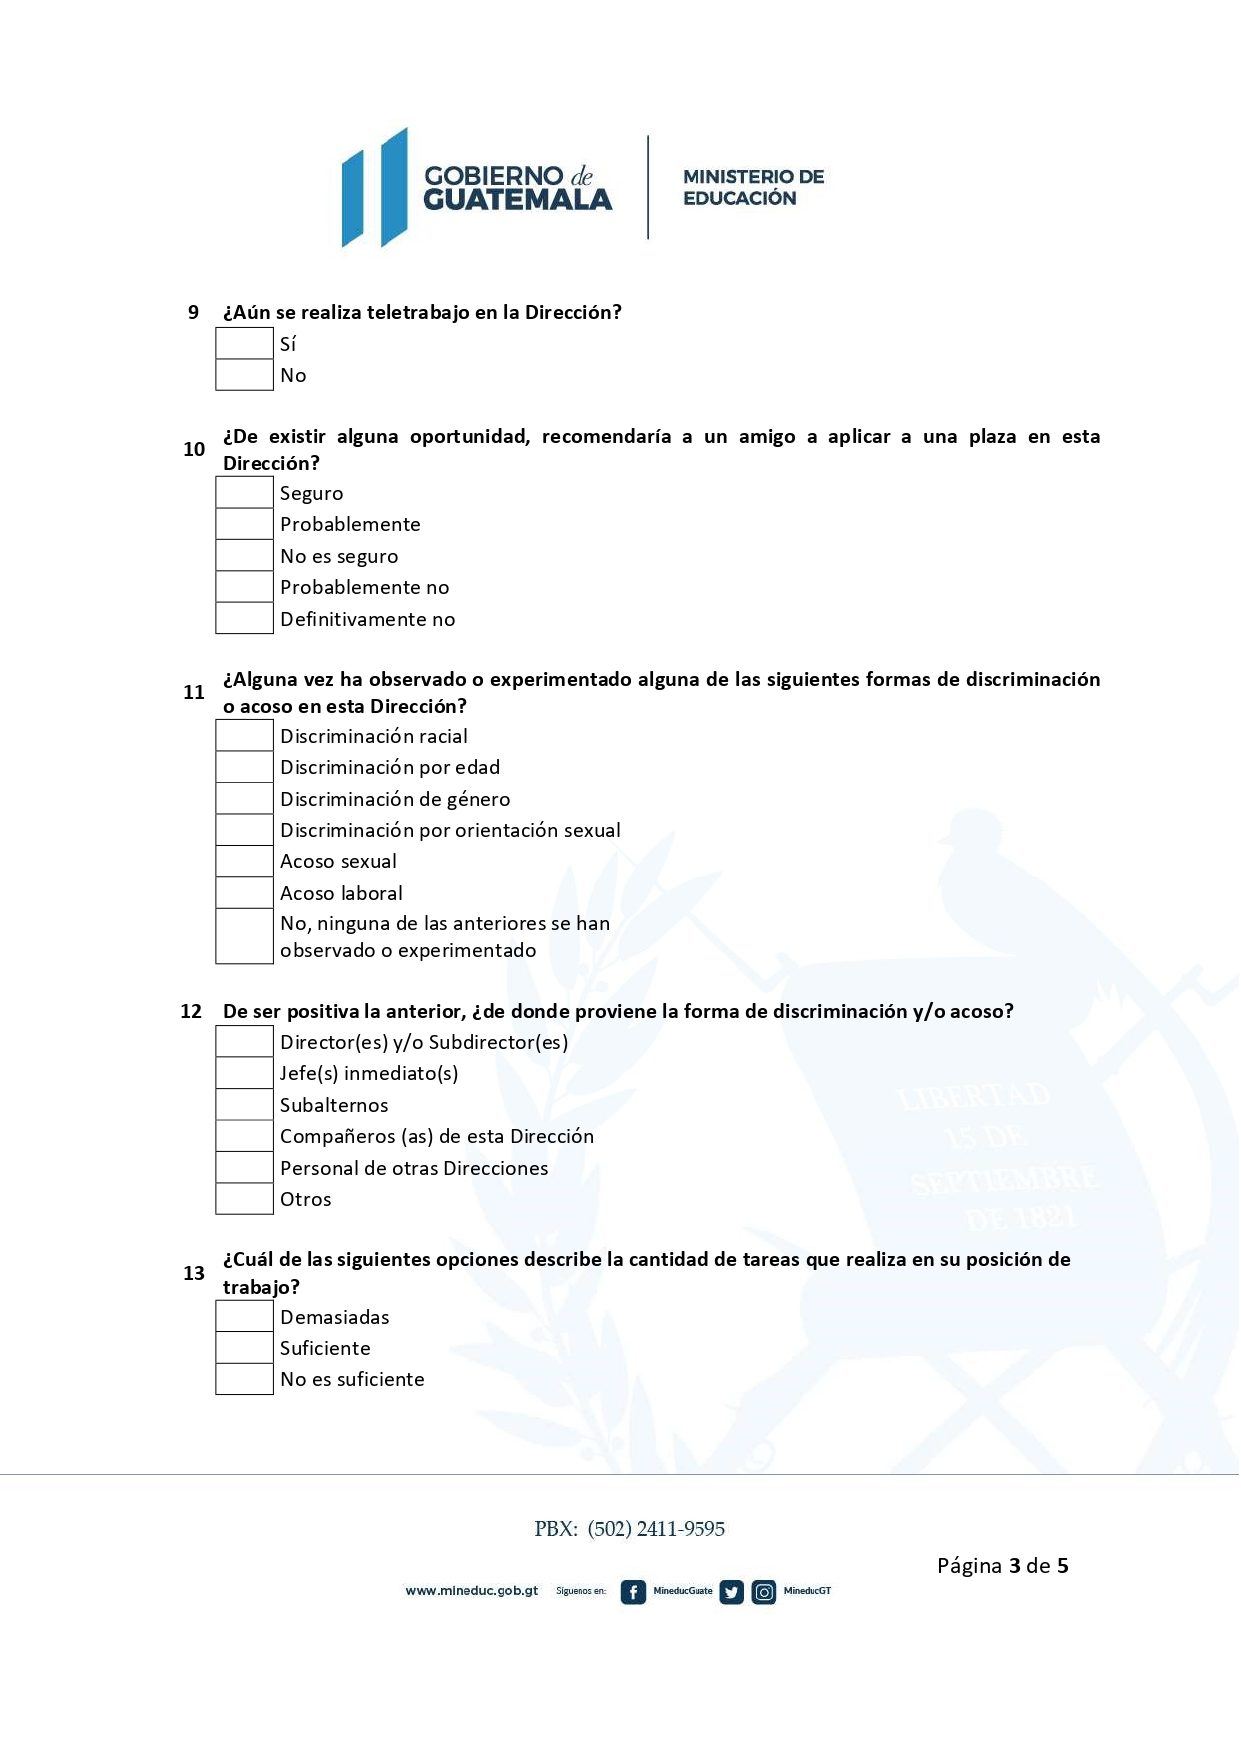 GOBIERNO de
GUATEMALA
MINISTERIO DE
EDUCACIÓN
9 ¿Aún se realiza teletrabajo en la Dirección?
Sí
No
10 ¿De existir alguna oportunidad, recomendaría a un amigo a aplicar a una plaza en esta
Dirección?
Seguro
Probablemente
No es seguro
Probablemente no
Definitivamente no
11 ¿Alguna vez ha observado o experimentado alguna de las siguientes formas de discriminación
o acoso en esta Dirección?
Discriminación racial
Discriminación por edad
Discriminación de género
Discriminación por orientación sexual
Acoso sexual
Acoso laboral
No, ninguna de las anteriores se han
observado o experimentado
12 De ser positiva la anterior, ¿de donde proviene la forma de discriminación y/o acoso?
Director(es) y/o Subdirector(es)
Jefe(s) inmediato(s)
Subalternos
Compañeros (as) de esta Dirección
Personal de otras Direcciones
Otros
LIBERTAD
15 DE
SEPTIEMBRE
DE 1821
13 ¿Cuál de las siguientes opciones describe la cantidad de tareas que realiza en su posición de
trabajo?
Demasiadas
Suficiente
No es suficiente
PBX: (502) 2411-9595
Página 3 de 5
www.mineduc.gob.gt Síguenos en: MineducGuate MineducGT